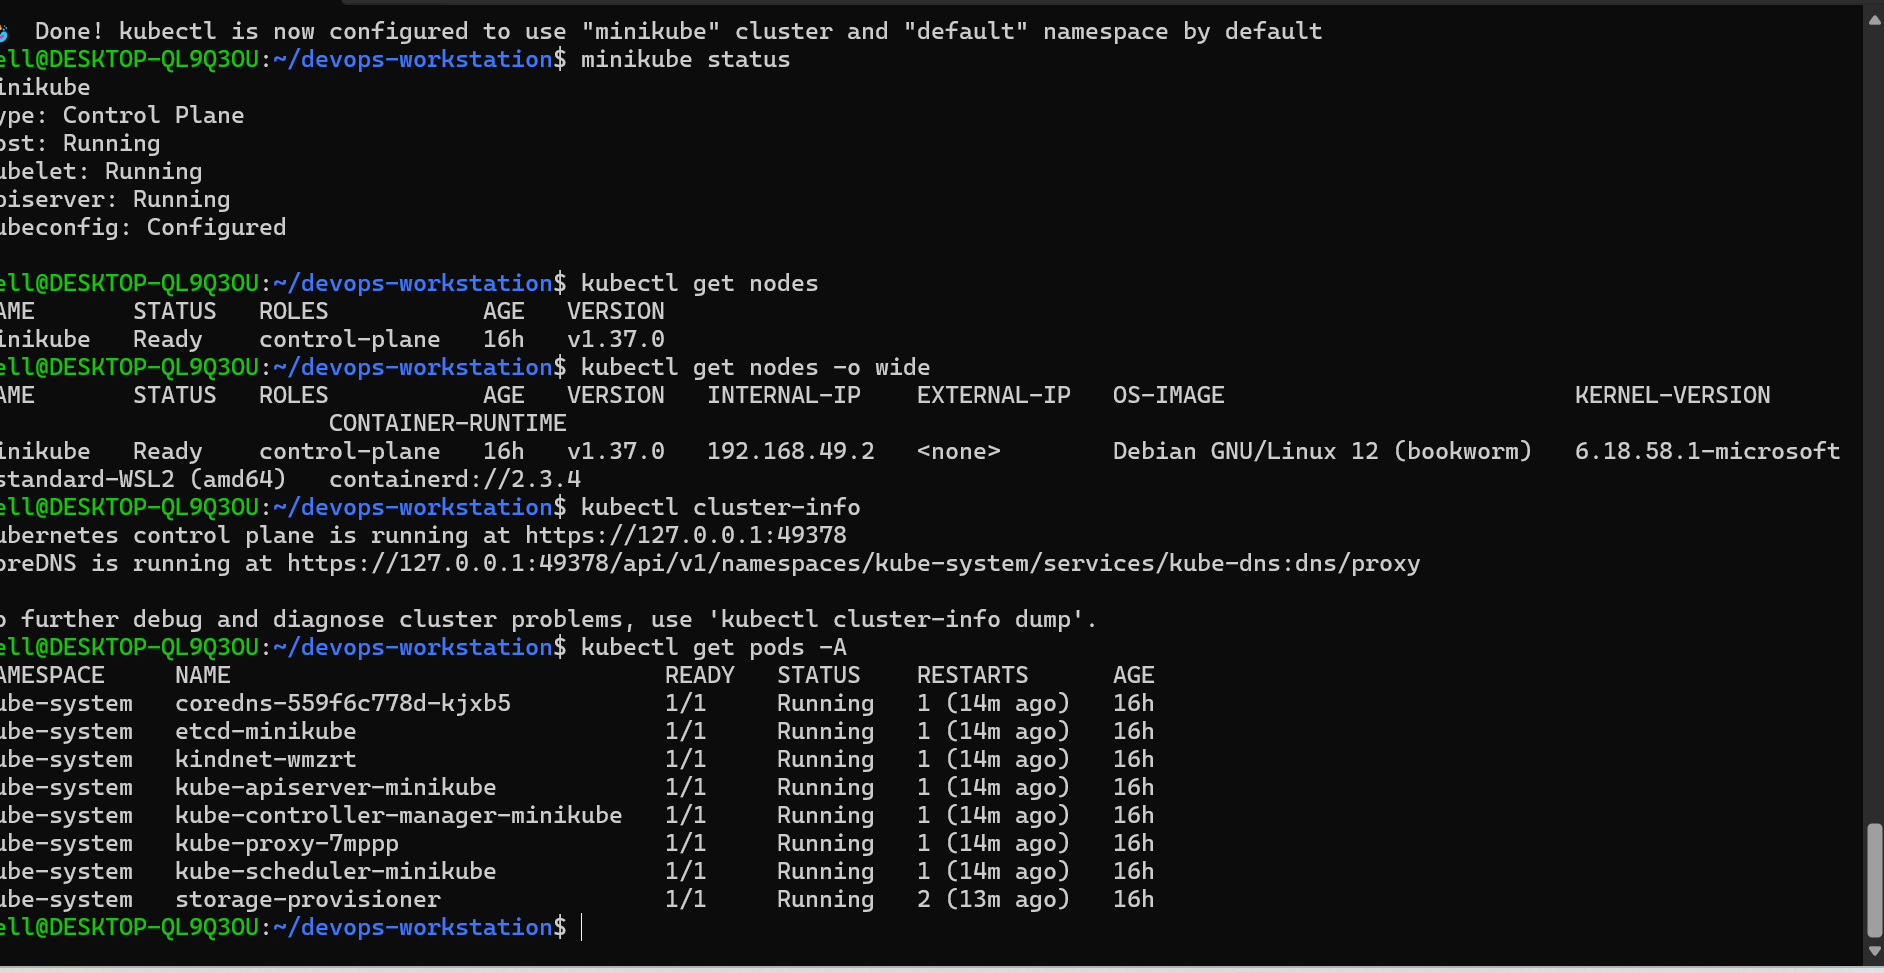 Done! kubectl is now configured to use "minikube" cluster and "default" namespace by default
ell@DESKTOP-QL9Q3OU:~/devops-workstation$ minikube status
inikube
ype: Control Plane
ost: Running
ubelet: Running
piserver: Running
ubeconfig: Configured
ell@DESKTOP-QL9Q3OU:~/devops-workstation$ kubectl get nodes
AME       STATUS   ROLES           AGE   VERSION
inikube   Ready    control-plane   16h   v1.37.0
ell@DESKTOP-QL9Q3OU:~/devops-workstation$ kubectl get nodes -o wide
AME       STATUS   ROLES           AGE   VERSION   INTERNAL-IP    EXTERNAL-IP   OS-IMAGE                         KERNEL-VERSION
CONTAINER-RUNTIME
inikube   Ready    control-plane   16h   v1.37.0   192.168.49.2   <none>        Debian GNU/Linux 12 (bookworm)   6.18.58.1-microsoft
standard-WSL2 (amd64)   containerd://2.3.4
ell@DESKTOP-QL9Q3OU:~/devops-workstation$ kubectl cluster-info
ubernetes control plane is running at https://127.0.0.1:49378
oreDNS is running at https://127.0.0.1:49378/api/v1/namespaces/kube-system/services/kube-dns:dns/proxy
o further debug and diagnose cluster problems, use 'kubectl cluster-info dump'.
ell@DESKTOP-QL9Q3OU:~/devops-workstation$ kubectl get pods -A
AMESPACE     NAME                               READY   STATUS    RESTARTS      AGE
ube-system   coredns-559f6c778d-kjxb5           1/1     Running   1 (14m ago)   16h
ube-system   etcd-minikube                      1/1     Running   1 (14m ago)   16h
ube-system   kindnet-wmzrt                      1/1     Running   1 (14m ago)   16h
ube-system   kube-apiserver-minikube            1/1     Running   1 (14m ago)   16h
ube-system   kube-controller-manager-minikube   1/1     Running   1 (14m ago)   16h
ube-system   kube-proxy-7mppp                   1/1     Running   1 (14m ago)   16h
ube-system   kube-scheduler-minikube            1/1     Running   1 (14m ago)   16h
ube-system   storage-provisioner                1/1     Running   2 (13m ago)   16h
ell@DESKTOP-QL9Q3OU:~/devops-workstation$